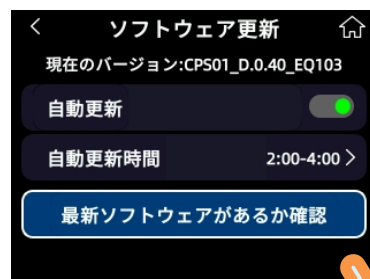 ソフトウェア更新
現在のバージョン:CPS01_D.0.40_EQ103
自動更新
自動更新時間 2:00-4:00
最新ソフトウェアがあるか確認